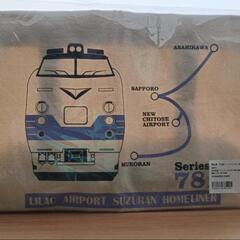 ASAHIKAWA
SAPPORO
NEW
CHITOSE
AIRPORT
MURORAN
Series
78
LILAC AIRPORT SUZURAN HOMELINER